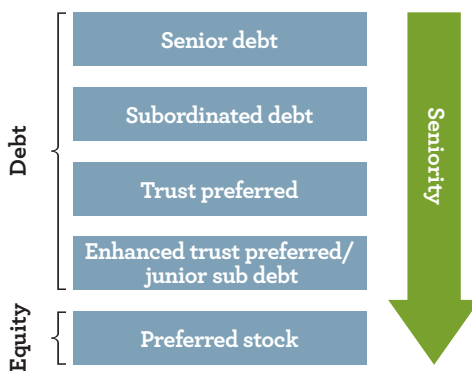 Senior debt
Subordinated debt
Debt
Trust preferred
Enhanced trust preferred/
junior sub debt
Equity
Preferred stock
Seniority